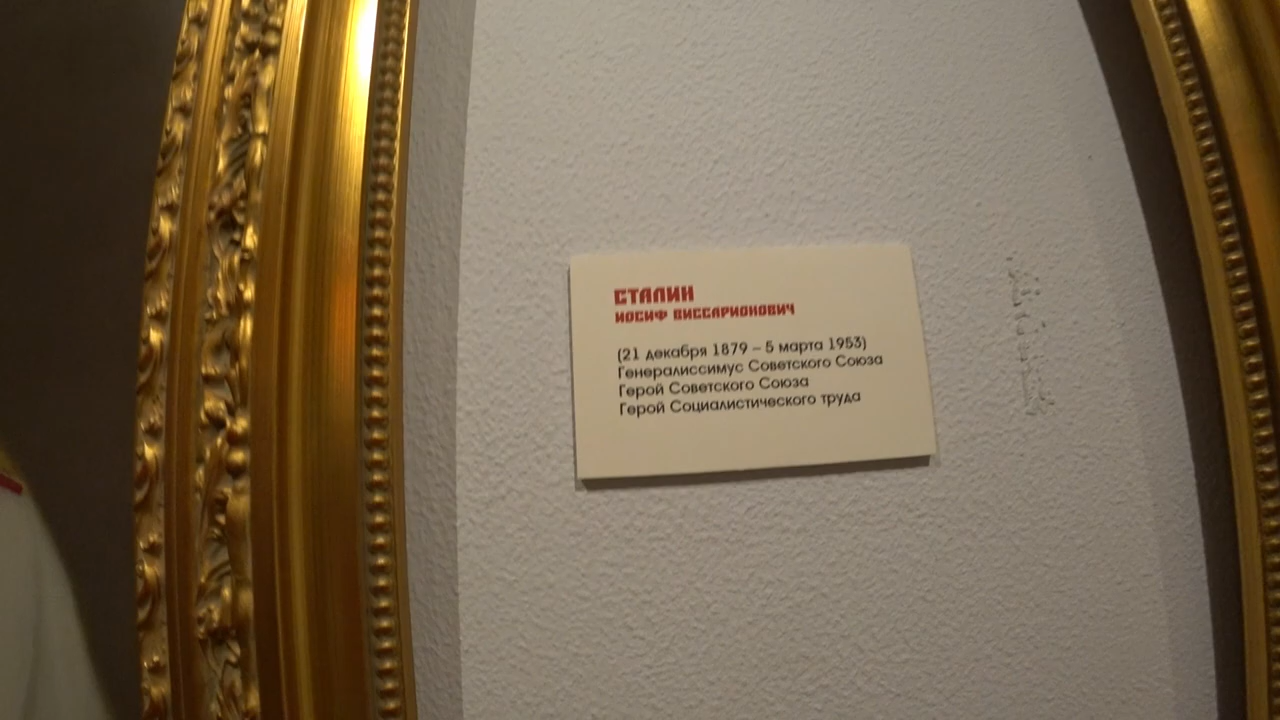 СТАЛИН
ИОСИФ ВИССАРИОНОВИЧ
(21 декабря 1879 – 5 марта 1953)
Генералиссимус Советского Союза
Герой Советского Союза
Герой Социалистического труда